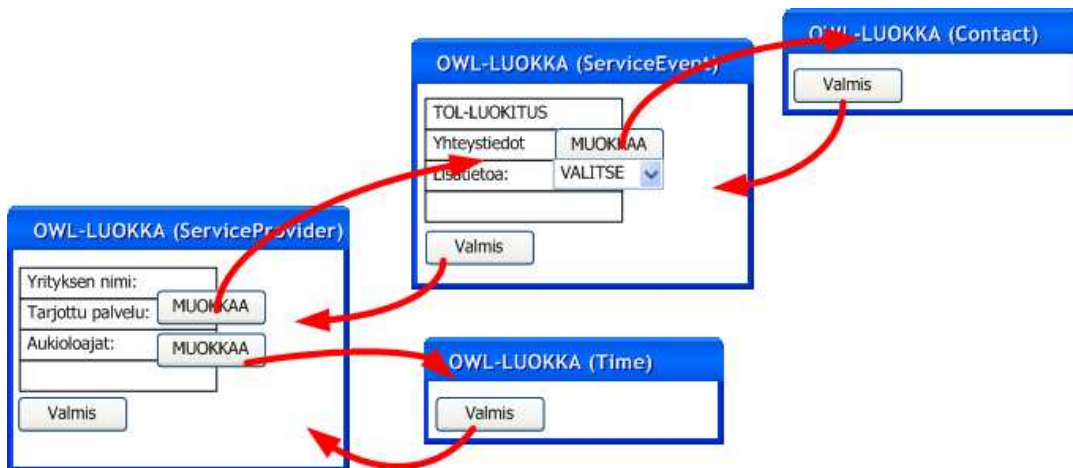 OWL-LUOKKA (Contact)
Valmis
OWL-LUOKKA (ServiceEvent)
TOL-LUOKITUS
Yhteystiedot MUOKKAA
Lisätietoa: VALITSE
Valmis
OWL-LUOKKA (ServiceProvider)
Yrityksen nimi:
Tarjottu palvelu: MUOKKAA
Aukioloajat: MUOKKAA
Valmis
OWL-LUOKKA (Time)
Valmis